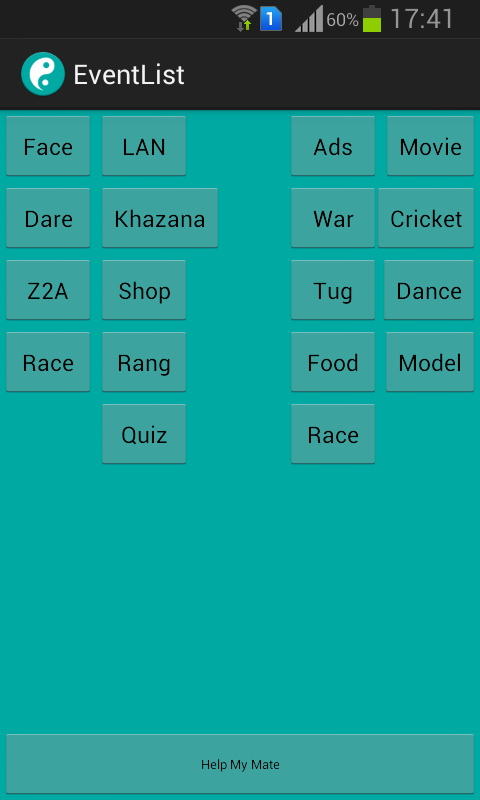 1 60% 17:41
EventList
Face LAN Ads Movie
Dare Khazana War Cricket
Z2A Shop Tug Dance
Race Rang Food Model
Quiz Race
Help My Mate